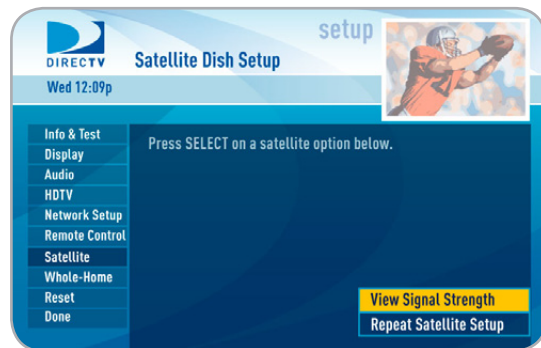 setup
DIRECTV
Satellite Dish Setup
Wed 12:09p
Info & Test
Display
Audio
HDTV
Network Setup
Remote Control
Satellite
Whole-Home
Reset
Done
Press SELECT on a satellite option below.
View Signal Strength
Repeat Satellite Setup